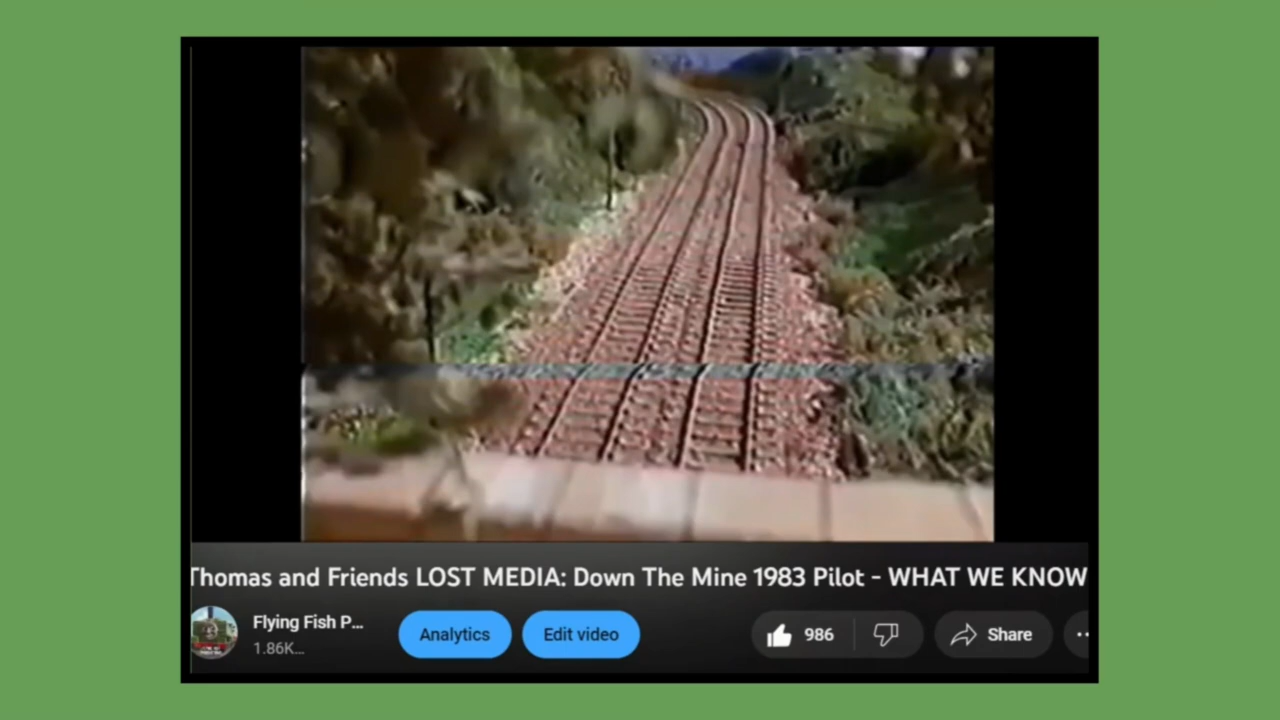 Thomas and Friends LOST MEDIA: Down The Mine 1983 Pilot - WHAT WE KNOW
Flying Fish P...
1.86K...
Analytics
Edit video
986
Share